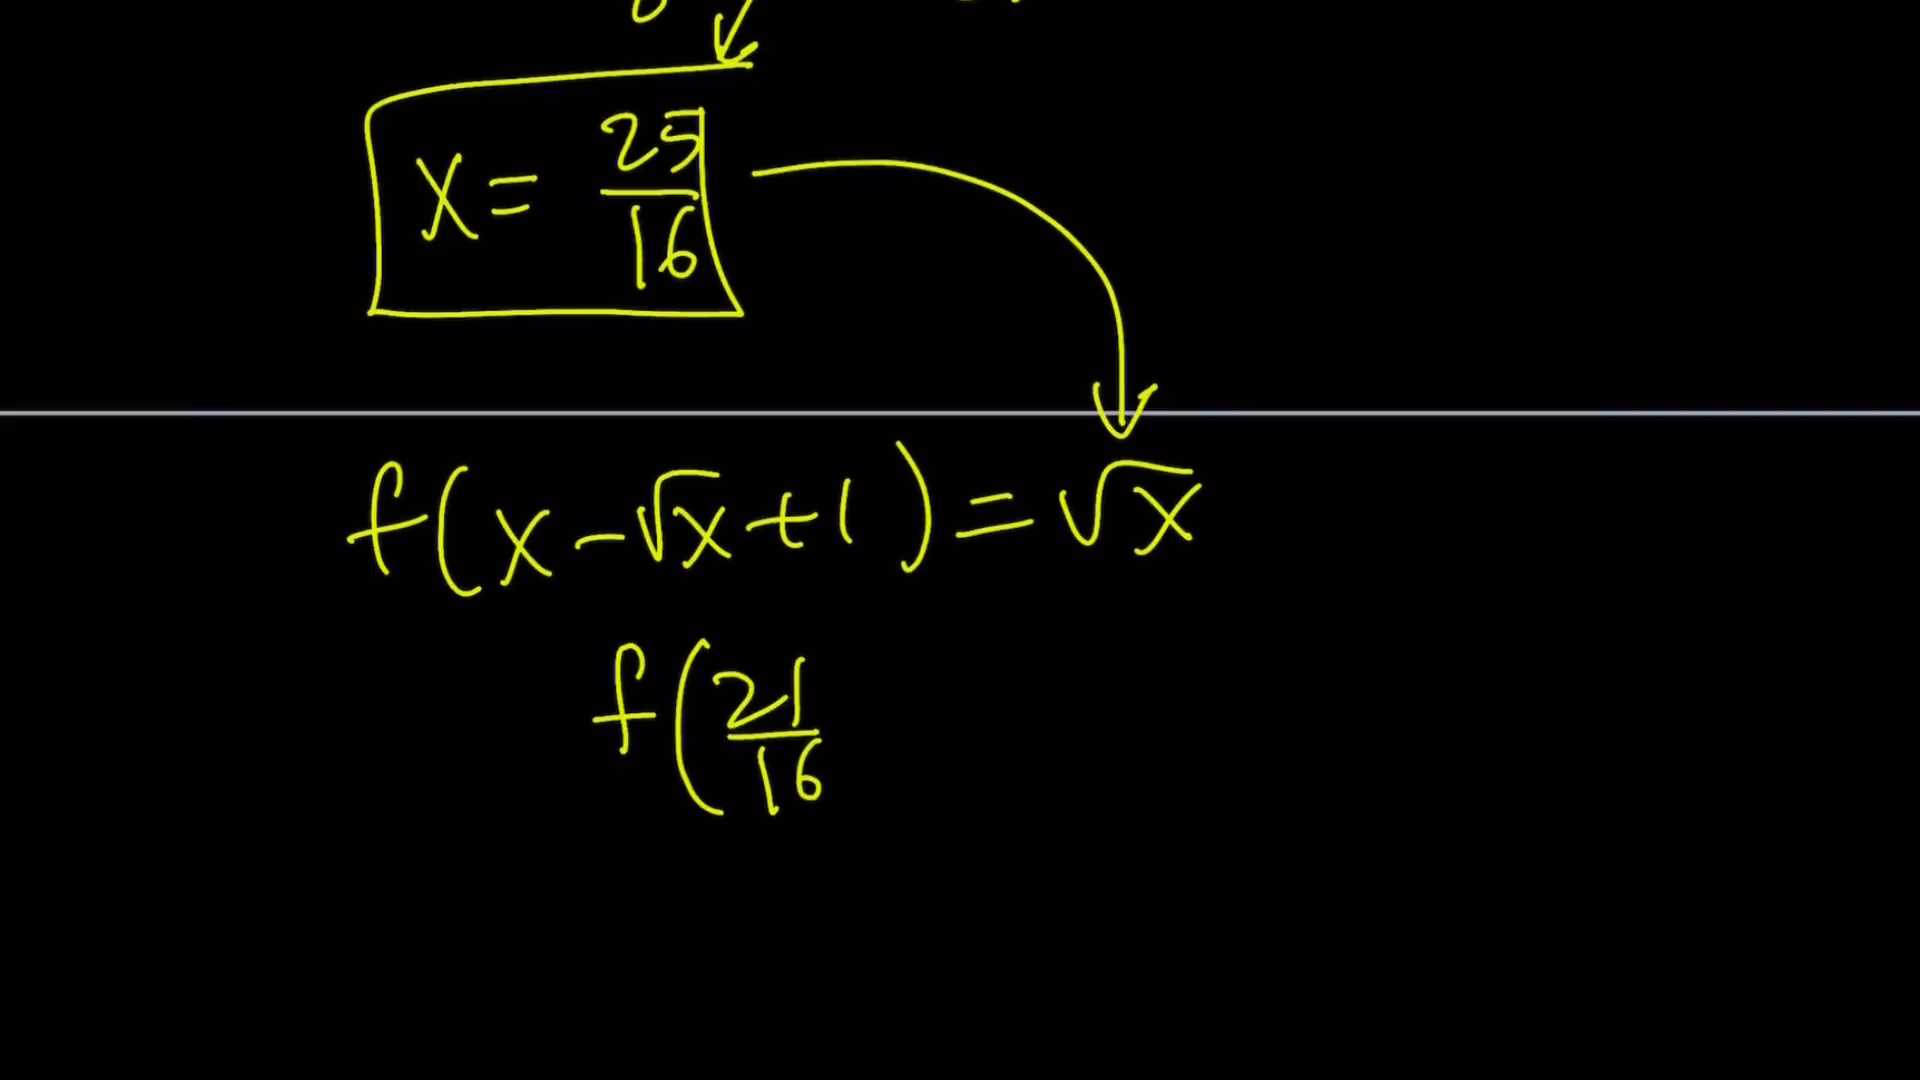 x = 25/16
f(x-√x+1) = √x
f(21/16